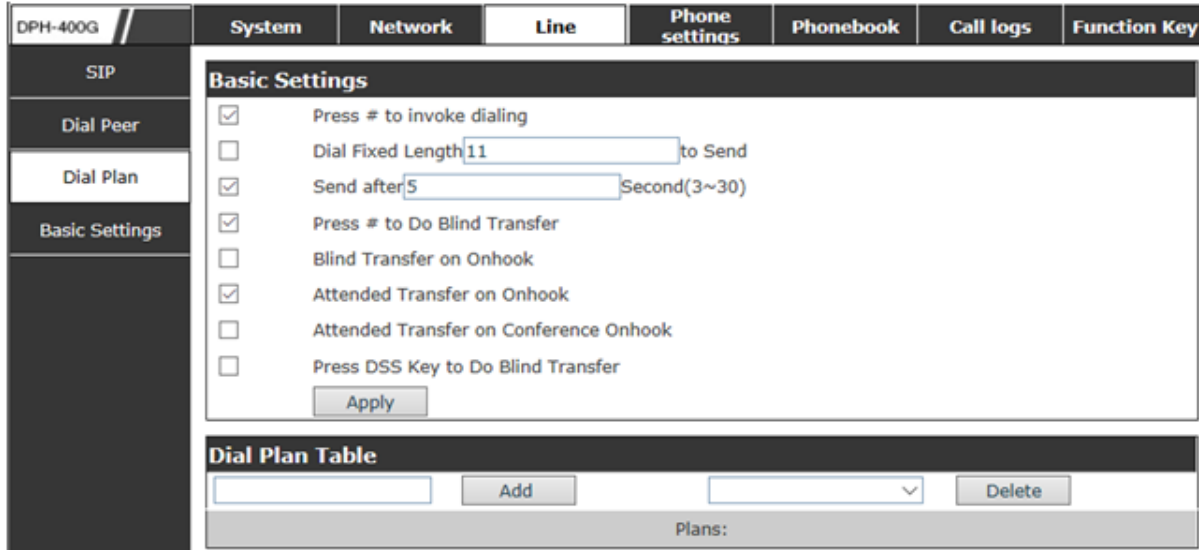 DPH-400G
System
Network
Line
Phone settings
Phonebook
Call logs
Function Key
SIP
Dial Peer
Dial Plan
Basic Settings
Basic Settings
Press # to invoke dialing
Dial Fixed Length 11 to Send
Send after 5 Second(3~30)
Press # to Do Blind Transfer
Blind Transfer on Onhook
Attended Transfer on Onhook
Attended Transfer on Conference Onhook
Press DSS Key to Do Blind Transfer
Apply
Dial Plan Table
Add
Delete
Plans: